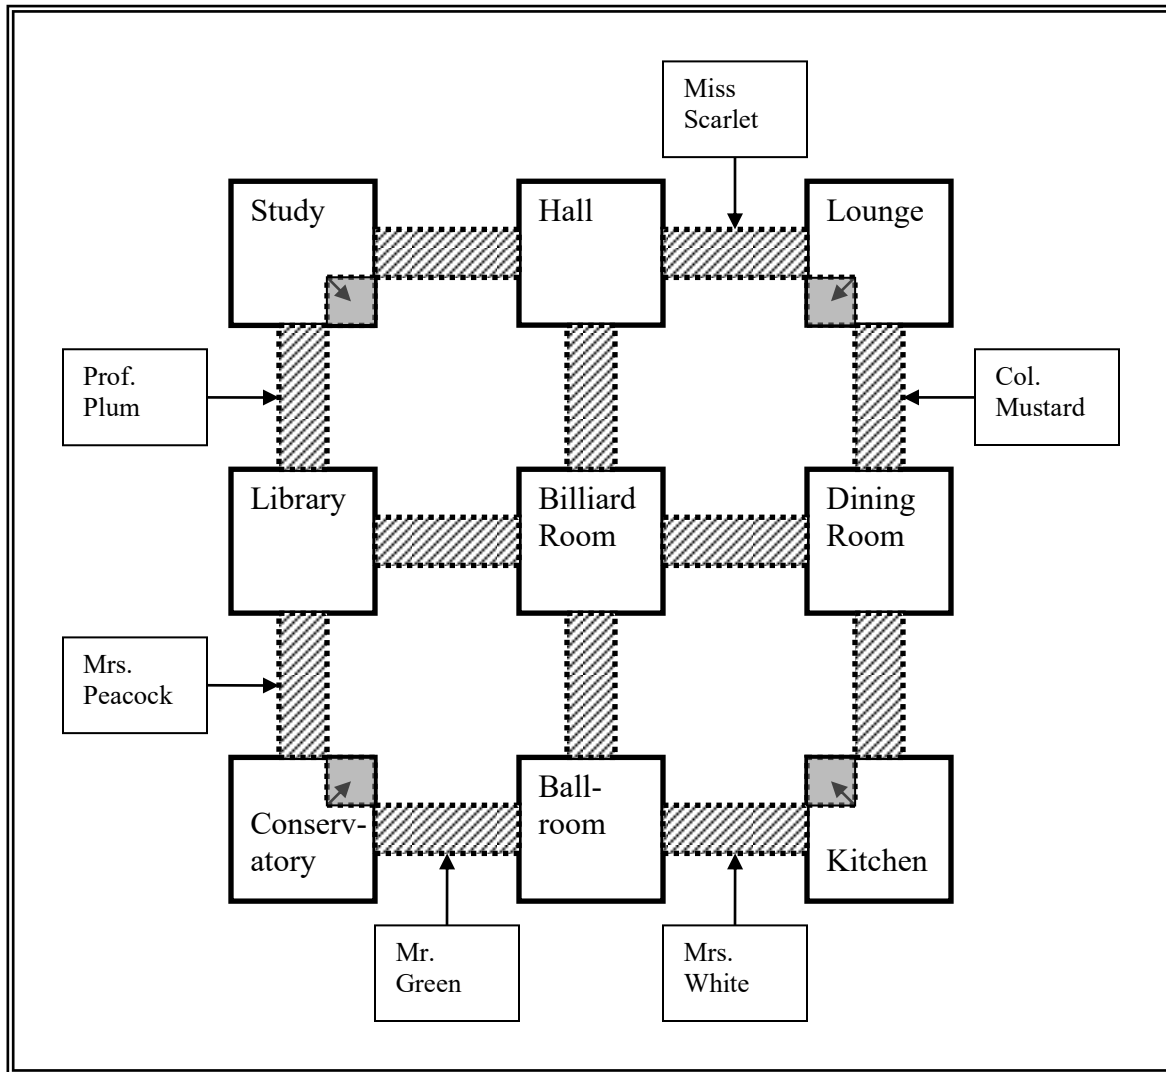 Miss
Scarlet
Study
Hall
Lounge
Prof.
Plum
Col.
Mustard
Library
Billiard
Room
Dining
Room
Mrs.
Peacock
Conserv-
atory
Ball-
room
Kitchen
Mr.
Green
Mrs.
White